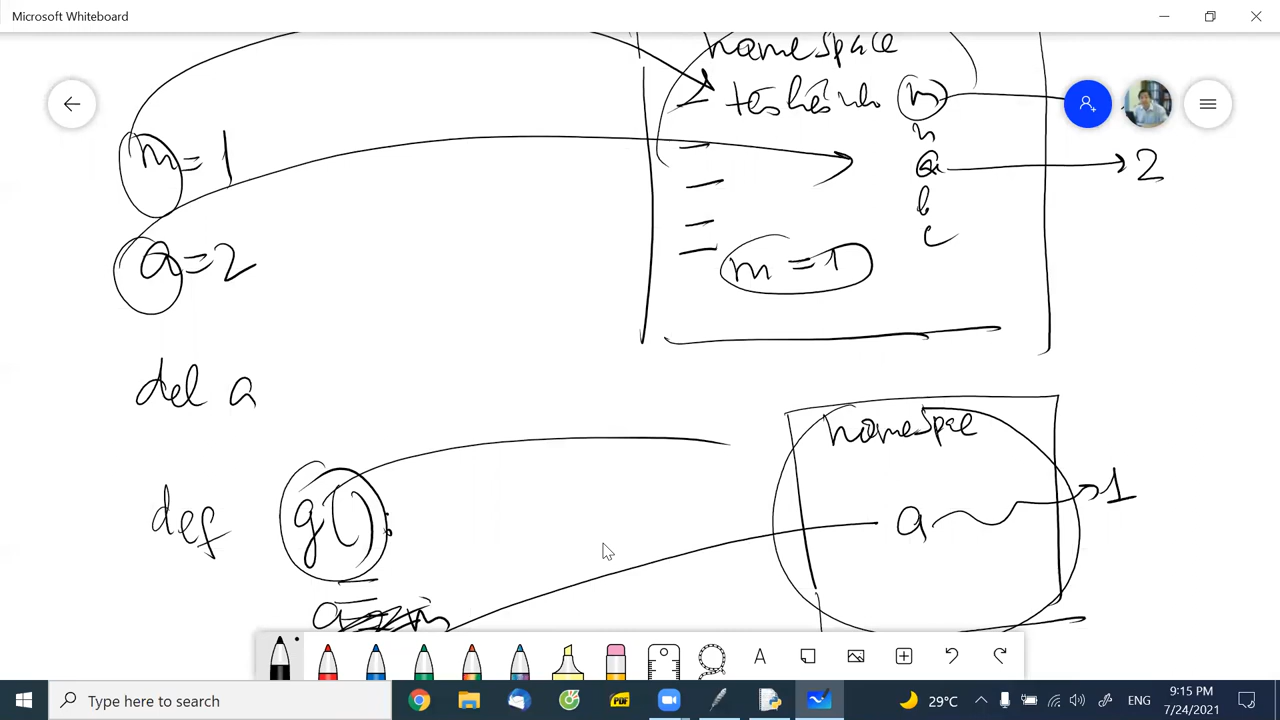 Microsoft Whiteboard
namespace
m = 1
m
n
a
b
c
2
a = 2
m = 1
del a
namespace
def g():
a
1
a
A
Type here to search
PDF
29°C
ENG
9:15 PM
7/24/2021